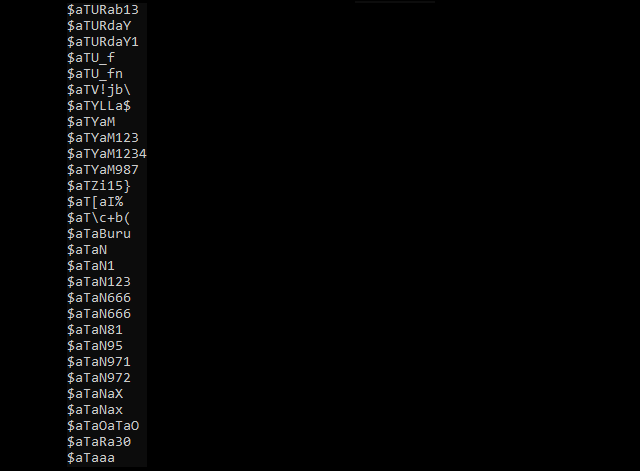 $aTURab13
$aTURdaY
$aTURdaY1
$aTU_f
$aTU_fn
$aTV!jb\
$aTYLLa$
$aTYaM
$aTYaM123
$aTYaM1234
$aTYaM987
$aTZi15}
$aT[aI%
$aT\c+b(
$aTaBuru
$aTaN
$aTaN1
$aTaN123
$aTaN666
$aTaN666
$aTaN81
$aTaN95
$aTaN971
$aTaN972
$aTaNaX
$aTaNax
$aTaOaTaO
$aTaRa30
$aTaaa